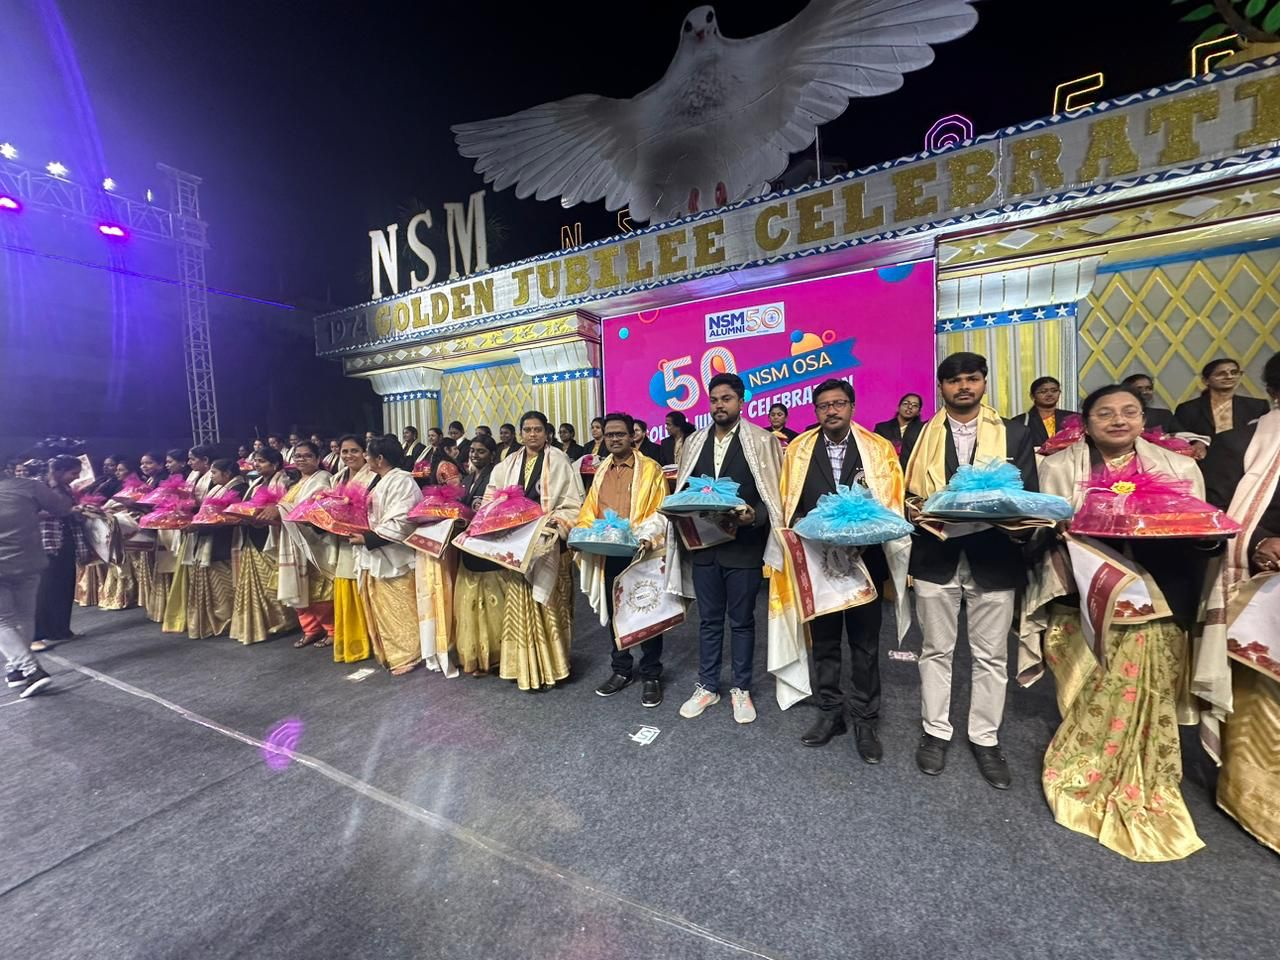 NSM
1974 GOLDEN JUBILEE CELEBRATI
NSM 50
ALUMNI
50
NSM OSA